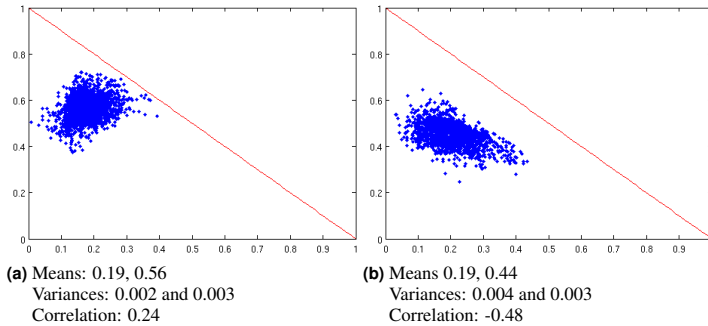 1
0.8
0.6
0.4
0.2
0
0 0.1 0.2 0.3 0.4 0.5 0.6 0.7 0.8 0.9 1
1
0.8
0.6
0.4
0.2
0
0 0.1 0.2 0.3 0.4 0.5 0.6 0.7 0.8 0.9
(a) Means: 0.19, 0.56
Variances: 0.002 and 0.003
Correlation: 0.24
(b) Means 0.19, 0.44
Variances: 0.004 and 0.003
Correlation: -0.48